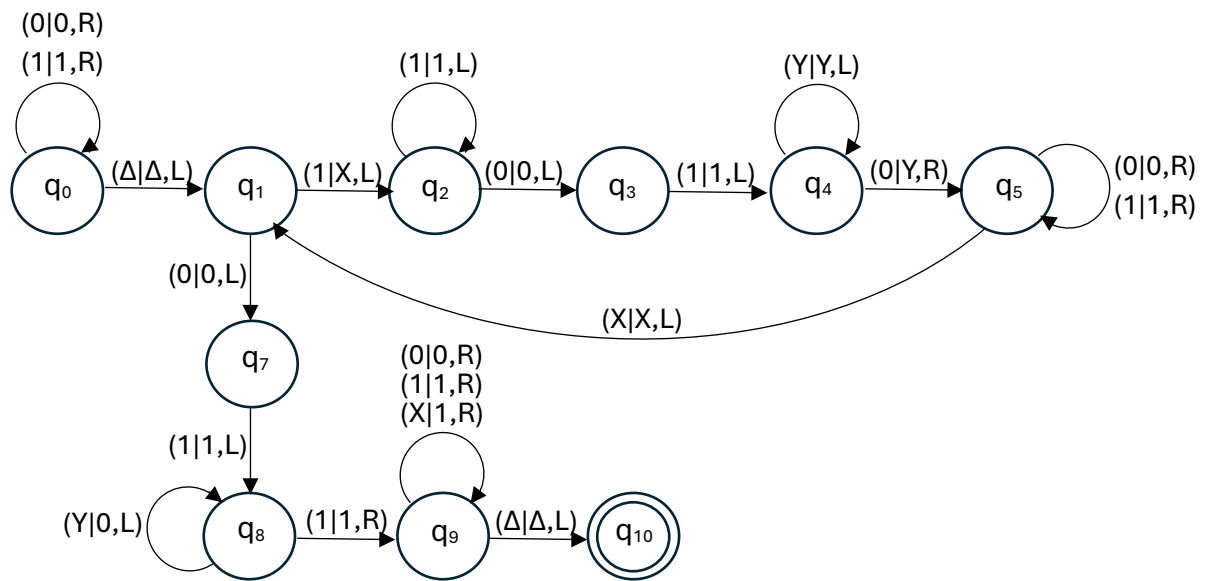 (0|0,R)
(1|1,R)
(1|1,L)
(Y|Y,L)
q0 (Δ|Δ,L) q1 (1|X,L) q2 (0|0,L) q3 (1|1,L) q4 (0|Y,R) q5 (0|0,R)
(1|1,R)
(0|0,L)
(X|X,L)
q7
(0|0,R)
(1|1,R)
(X|1,R)
(1|1,L)
(Y|0,L) q8 (1|1,R) q9 (Δ|Δ,L) q10